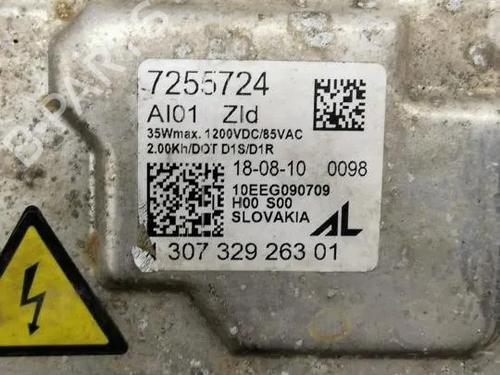 7255724
AI01 Zld
35Wmax. 1200VDC/85VAC
2.00Kh/DOT D1S/D1R
18-08-10 0098
10EEG090709
H00 S00
SLOVAKIA AL
1 307 329 263 01